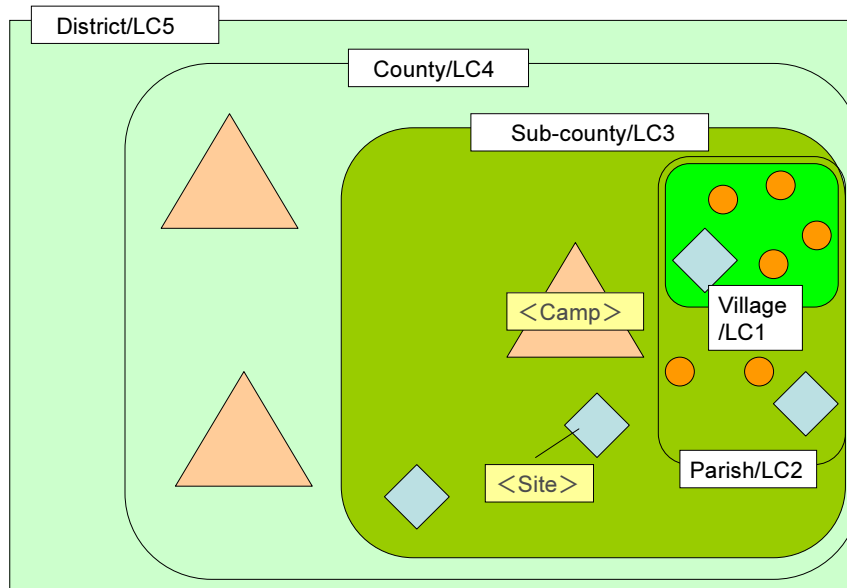 District/LC5
County/LC4
Sub-county/LC3
<Camp>
Village
/LC1
Parish/LC2
<Site>